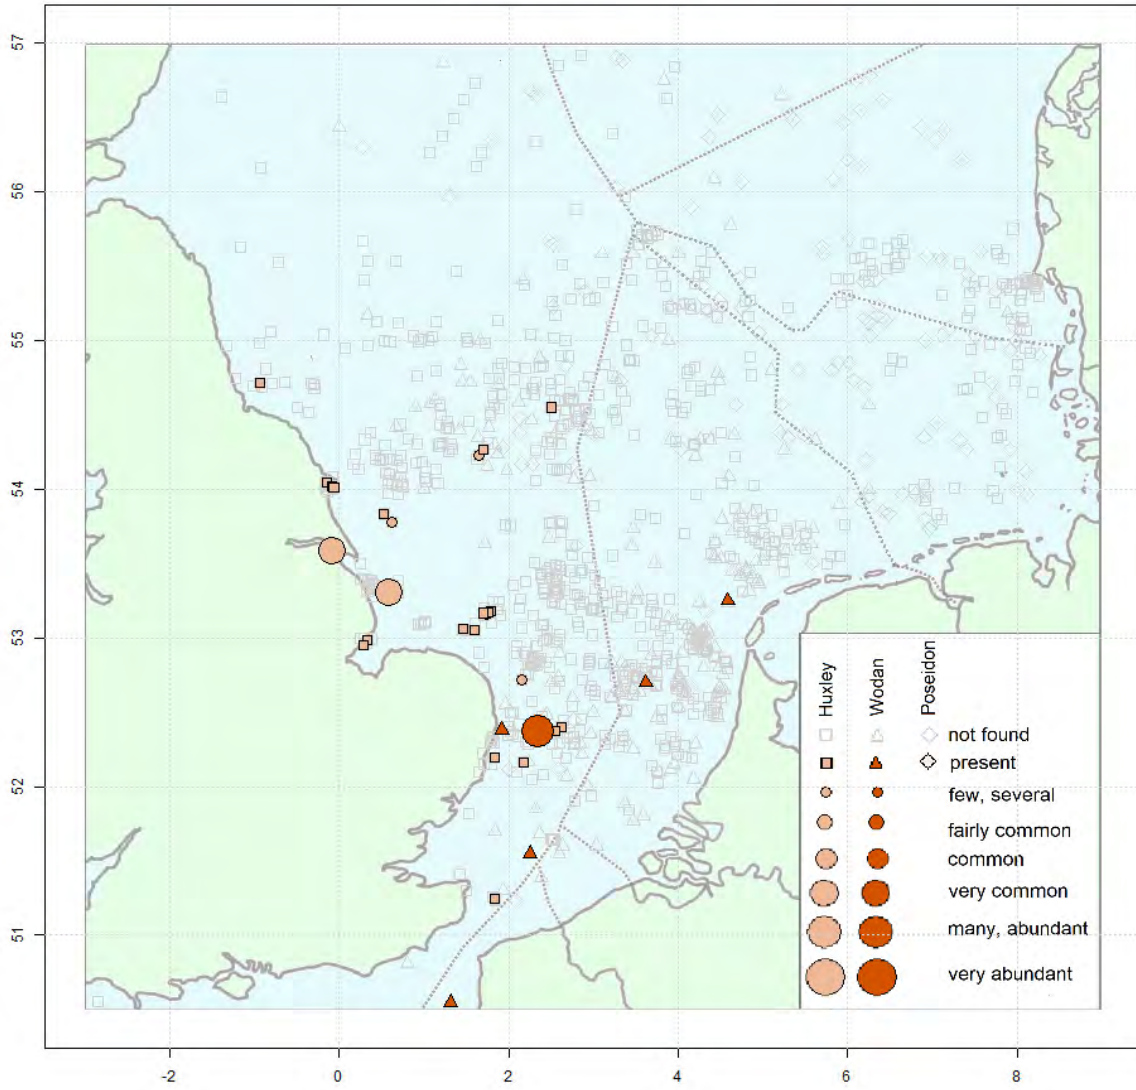 57
56
55
54
53
52
51
Huxley
Wodan
Poseidon
not found
present
few, several
fairly common
common
very common
many, abundant
very abundant
-2
0
2
4
6
8